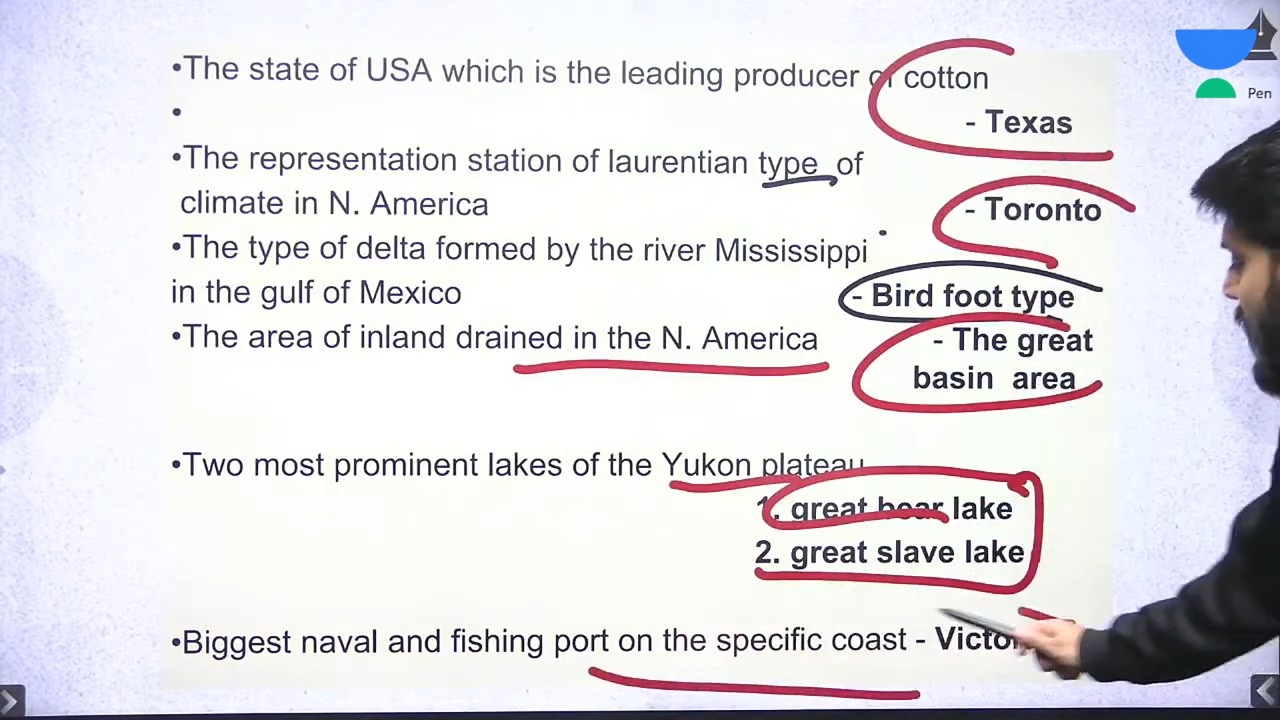 •The state of USA which is the leading producer of cotton
•
- Texas
•The representation station of laurentian type of
climate in N. America
- Toronto
•The type of delta formed by the river Mississippi
in the gulf of Mexico
- Bird foot type
•The area of inland drained in the N. America
- The great
basin area
•Two most prominent lakes of the Yukon plateau
1. great bear lake
2. great slave lake
•Biggest naval and fishing port on the specific coast -
Pen